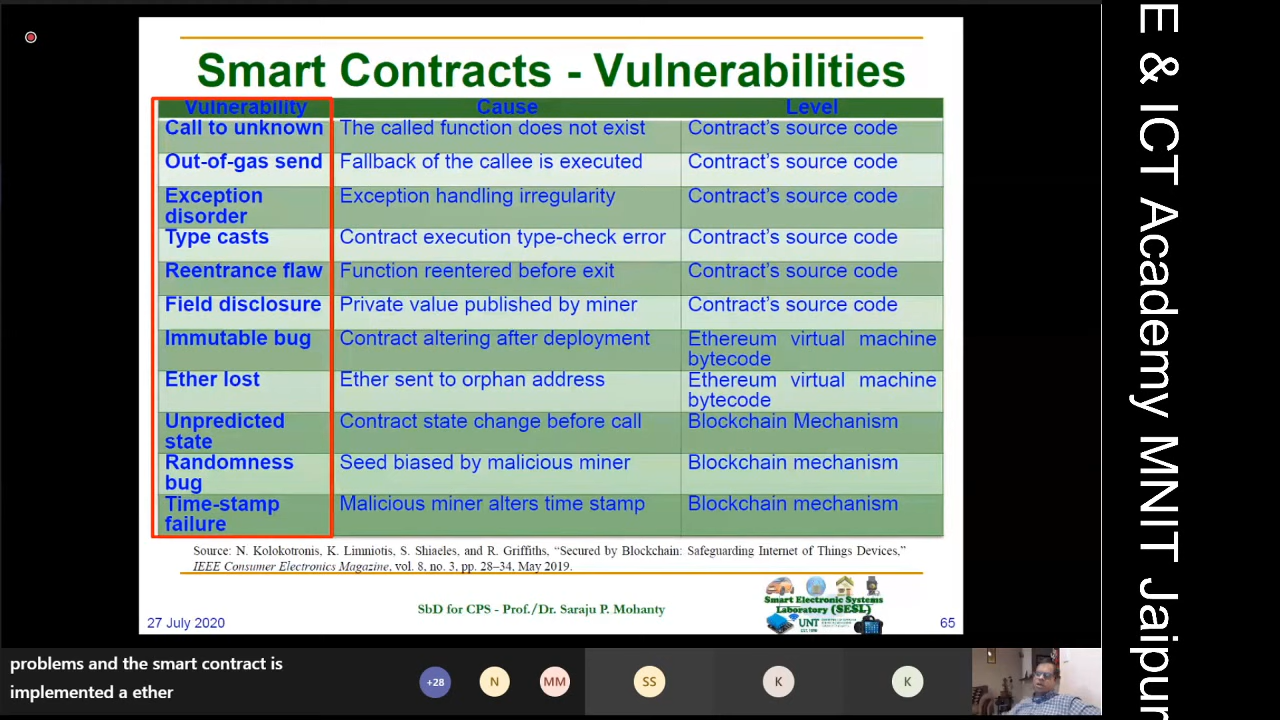 Smart Contracts - Vulnerabilities
Vulnerability Cause Level
Call to unknown The called function does not exist Contract's source code
Out-of-gas send Fallback of the callee is executed Contract's source code
Exception Exception handling irregularity Contract's source code
disorder
Type casts Contract execution type-check error Contract's source code
Reentrance flaw Function reentered before exit Contract's source code
Field disclosure Private value published by miner Contract's source code
Immutable bug Contract altering after deployment Ethereum virtual machine
bytecode
Ether lost Ether sent to orphan address Ethereum virtual machine
bytecode
Unpredicted Contract state change before call Blockchain Mechanism
state
Randomness Seed biased by malicious miner Blockchain mechanism
bug
Time-stamp Malicious miner alters time stamp Blockchain mechanism
failure
Source: N. Kolokotronis, K. Limniotis, S. Shiaeles, and R. Griffiths, “Secured by Blockchain: Safeguarding Internet of Things Devices,”
IEEE Consumer Electronics Magazine, vol. 8, no. 3, pp. 28–34, May 2019.
Smart Electronic Systems
Laboratory (SESL)
UNT
SbD for CPS - Prof./Dr. Saraju P. Mohanty
27 July 2020
65
problems and the smart contract is
implemented a ether
+28 N MM SS K K
E & ICT Academy MNIT Jaipur